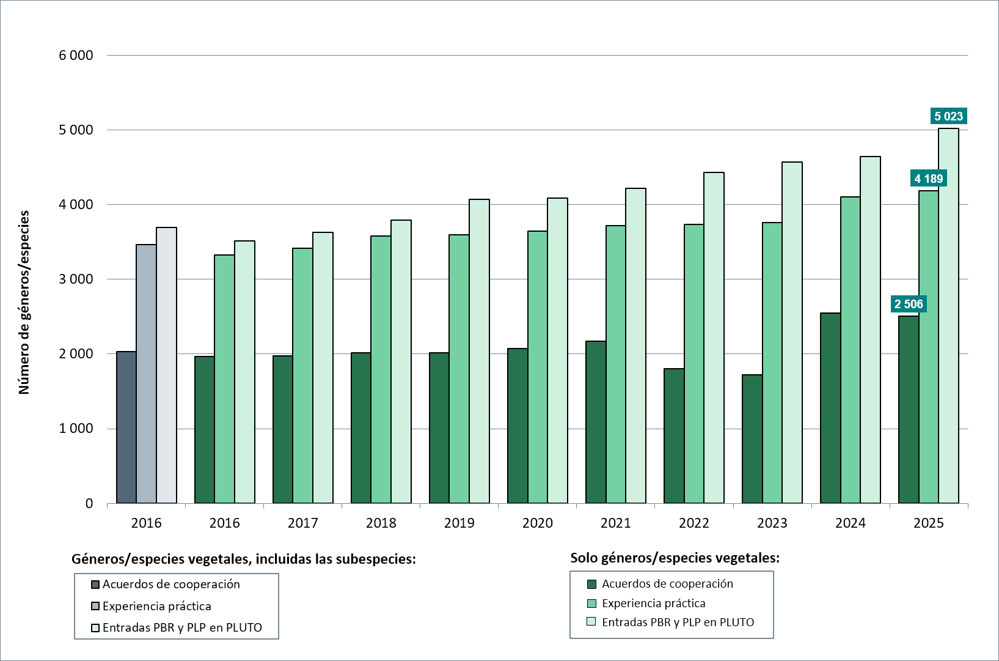 6 000
5 000
4 000
3 000
2 000
1 000
0
Número de géneros/especies
5 023
4 189
2 506
2016
2016
2017
2018
2019
2020
2021
2022
2023
2024
2025
Géneros/especies vegetales, incluidas las subespecies:
Acuerdos de cooperación
Experiencia práctica
Entradas PBR y PLP en PLUTO
Solo géneros/especies vegetales:
Acuerdos de cooperación
Experiencia práctica
Entradas PBR y PLP en PLUTO